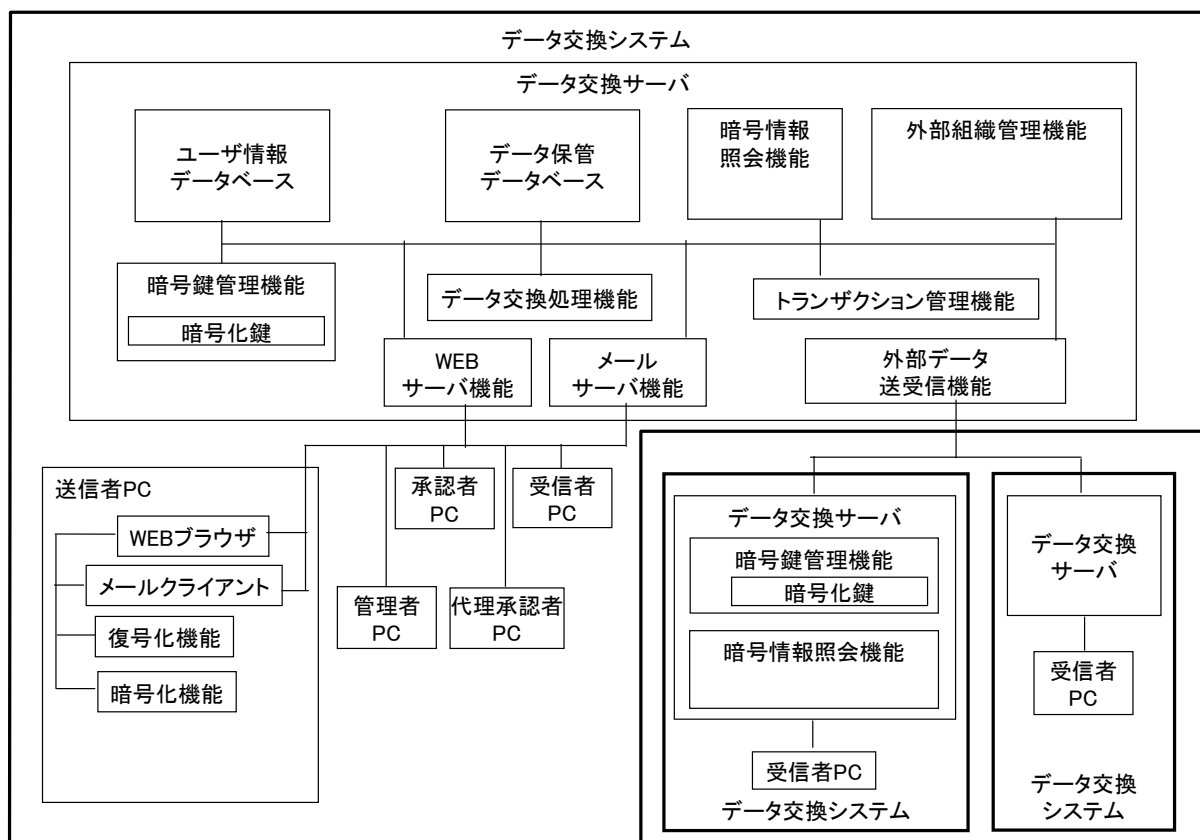 データ交換システム
データ交換サーバ
ユーザ情報
データベース
データ保管
データベース
暗号情報
照会機能
外部組織管理機能
暗号鍵管理機能
暗号化鍵
データ交換処理機能
トランザクション管理機能
WEB
サーバ機能
メール
サーバ機能
外部データ
送受信機能
送信者PC
WEBブラウザ
メールクライアント
復号化機能
暗号化機能
承認者
PC
受信者
PC
管理者
PC
代理承認者
PC
データ交換サーバ
暗号鍵管理機能
暗号化鍵
暗号情報照会機能
受信者PC
データ交換システム
データ交換
サーバ
受信者
PC
データ交換
システム